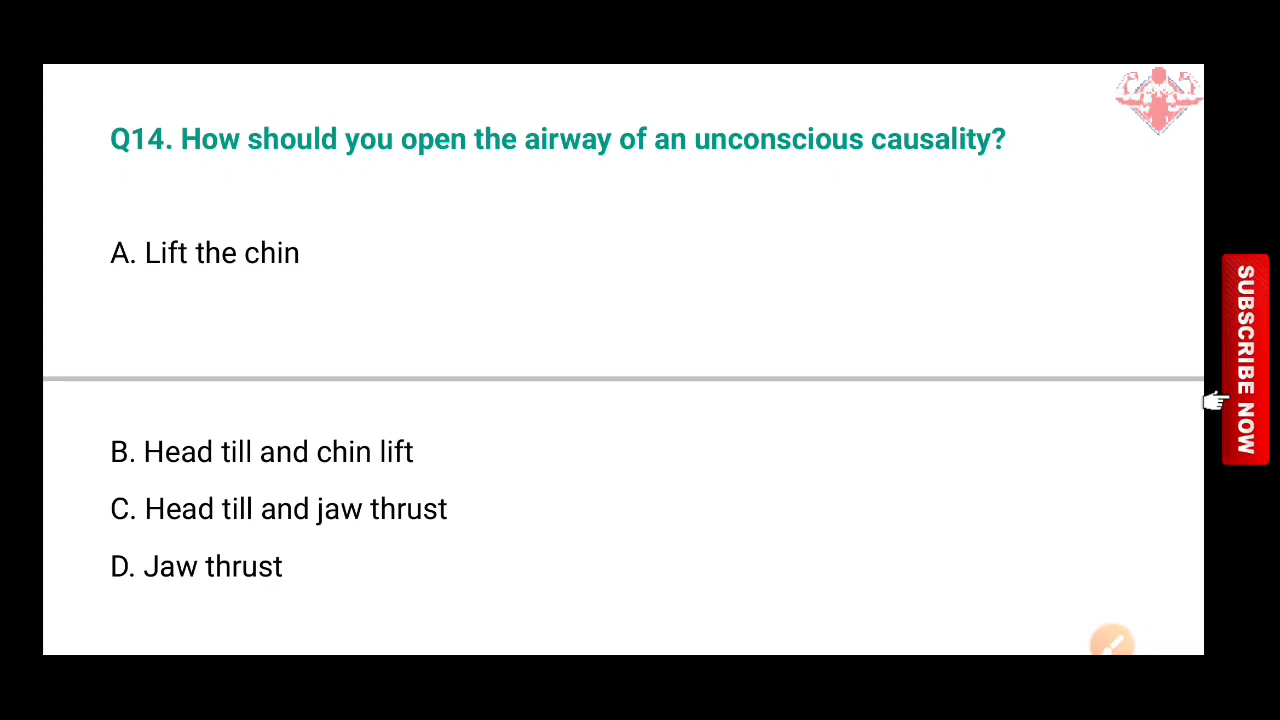 Q14. How should you open the airway of an unconscious causality?
A. Lift the chin
B. Head till and chin lift
C. Head till and jaw thrust
D. Jaw thrust
SUBSCRIBE NOW